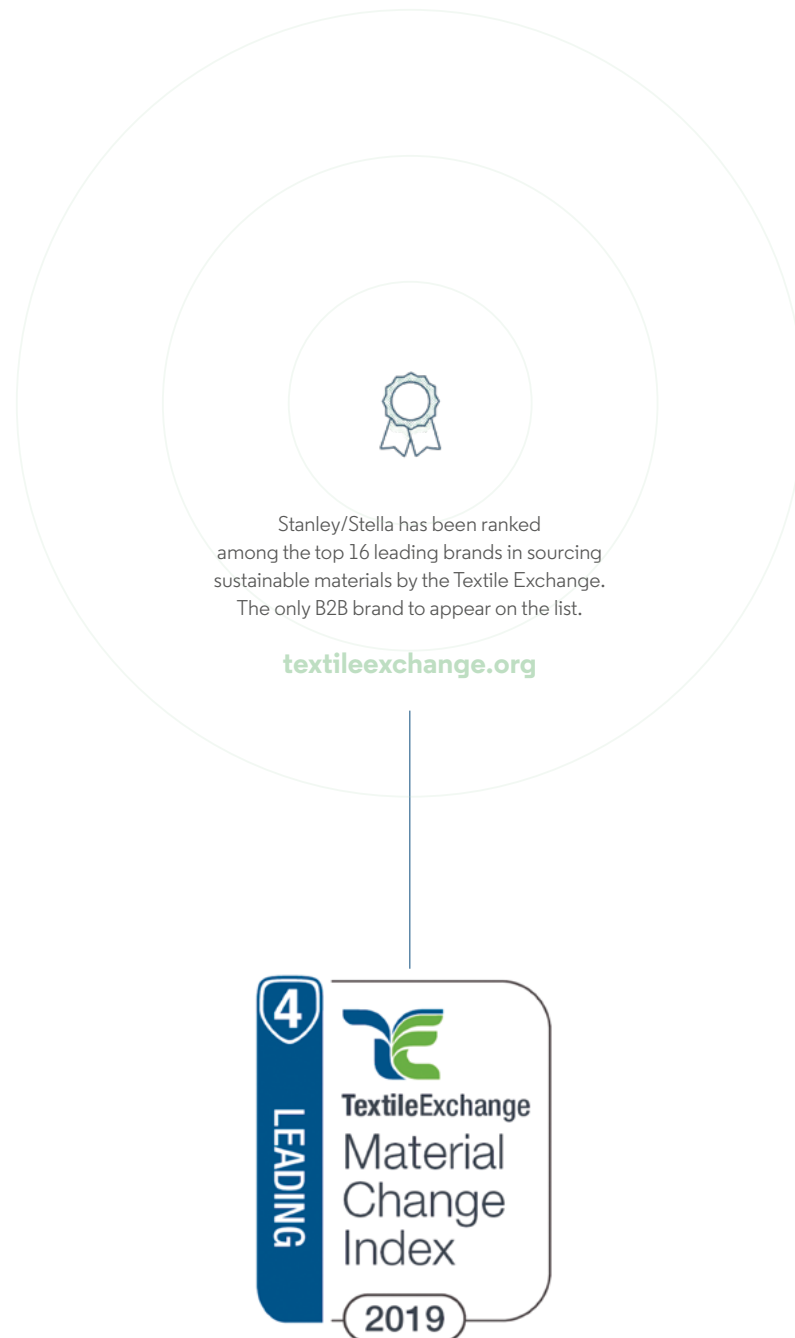 Stanley/Stella has been ranked
among the top 16 leading brands in sourcing
sustainable materials by the Textile Exchange.
The only B2B brand to appear on the list.
textileexchange.org
4
LEADING
TextileExchange
Material
Change
Index
2019